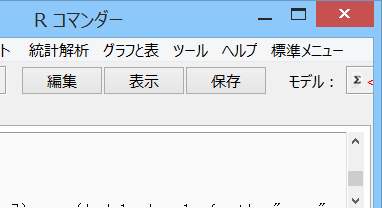 R コマンダー
ト 統計解析 グラフと表 ツール ヘルプ 標準メニュー
編集 表示 保存 モデル： Σ <